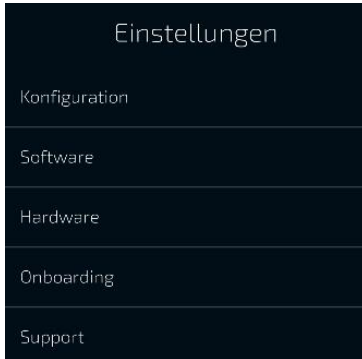 Einstellungen
Konfiguration
Software
Hardware
Onboarding
Support